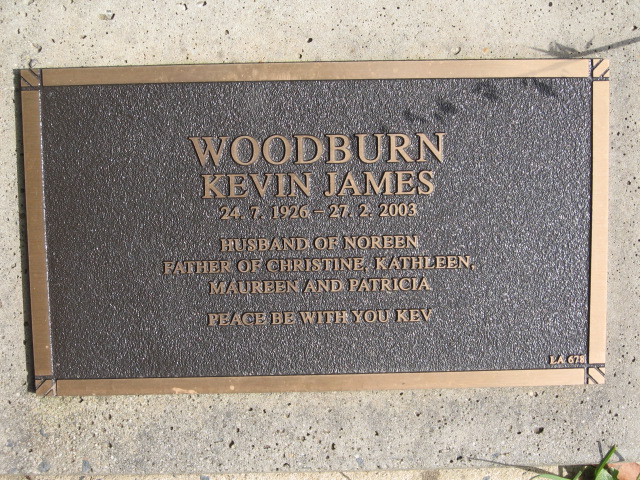 WOODBURN
KEVIN JAMES
24. 7. 1926 – 27. 2. 2003
HUSBAND OF NOREEN
FATHER OF CHRISTINE, KATHLEEN,
MAUREEN AND PATRICIA
PEACE BE WITH YOU KEV
LA 678